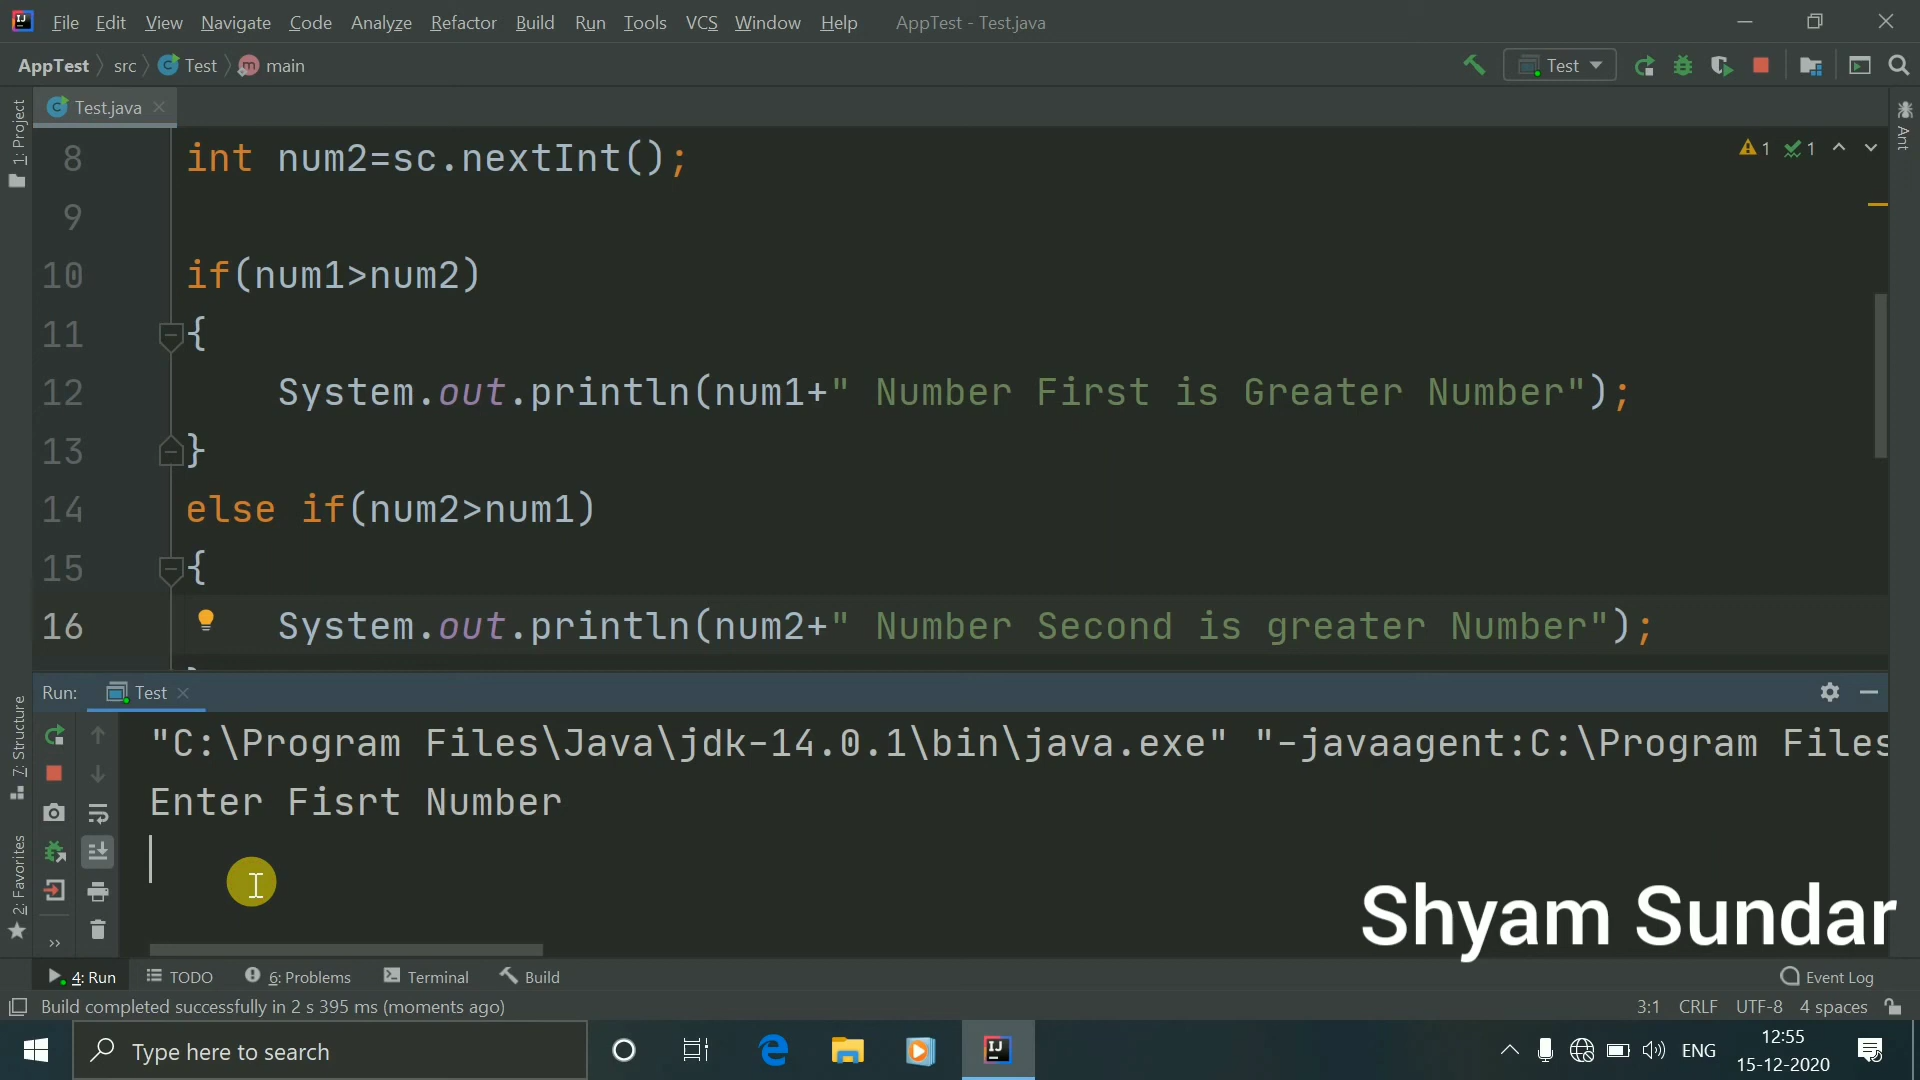 File Edit View Navigate Code Analyze Refactor Build Run Tools VCS Window Help AppTest - Test.java
AppTest src Test main
Test
1: Project
Test.java
Ant
8 int num2=sc.nextInt();
1 1
9
10 if(num1>num2)
11 {
12 System.out.println(num1+" Number First is Greater Number");
13 }
14 else if(num2>num1)
15 {
16 System.out.println(num2+" Number Second is greater Number");
Run: Test
7: Structure
2: Favorites
"C:\Program Files\Java\jdk-14.0.1\bin\java.exe" "-javaagent:C:\Program Files
Enter Fisrt Number
Shyam Sundar
4: Run TODO 6: Problems Terminal Build Event Log
Build completed successfully in 2 s 395 ms (moments ago) 3:1 CRLF UTF-8 4 spaces
Type here to search
ENG
12:55
15-12-2020